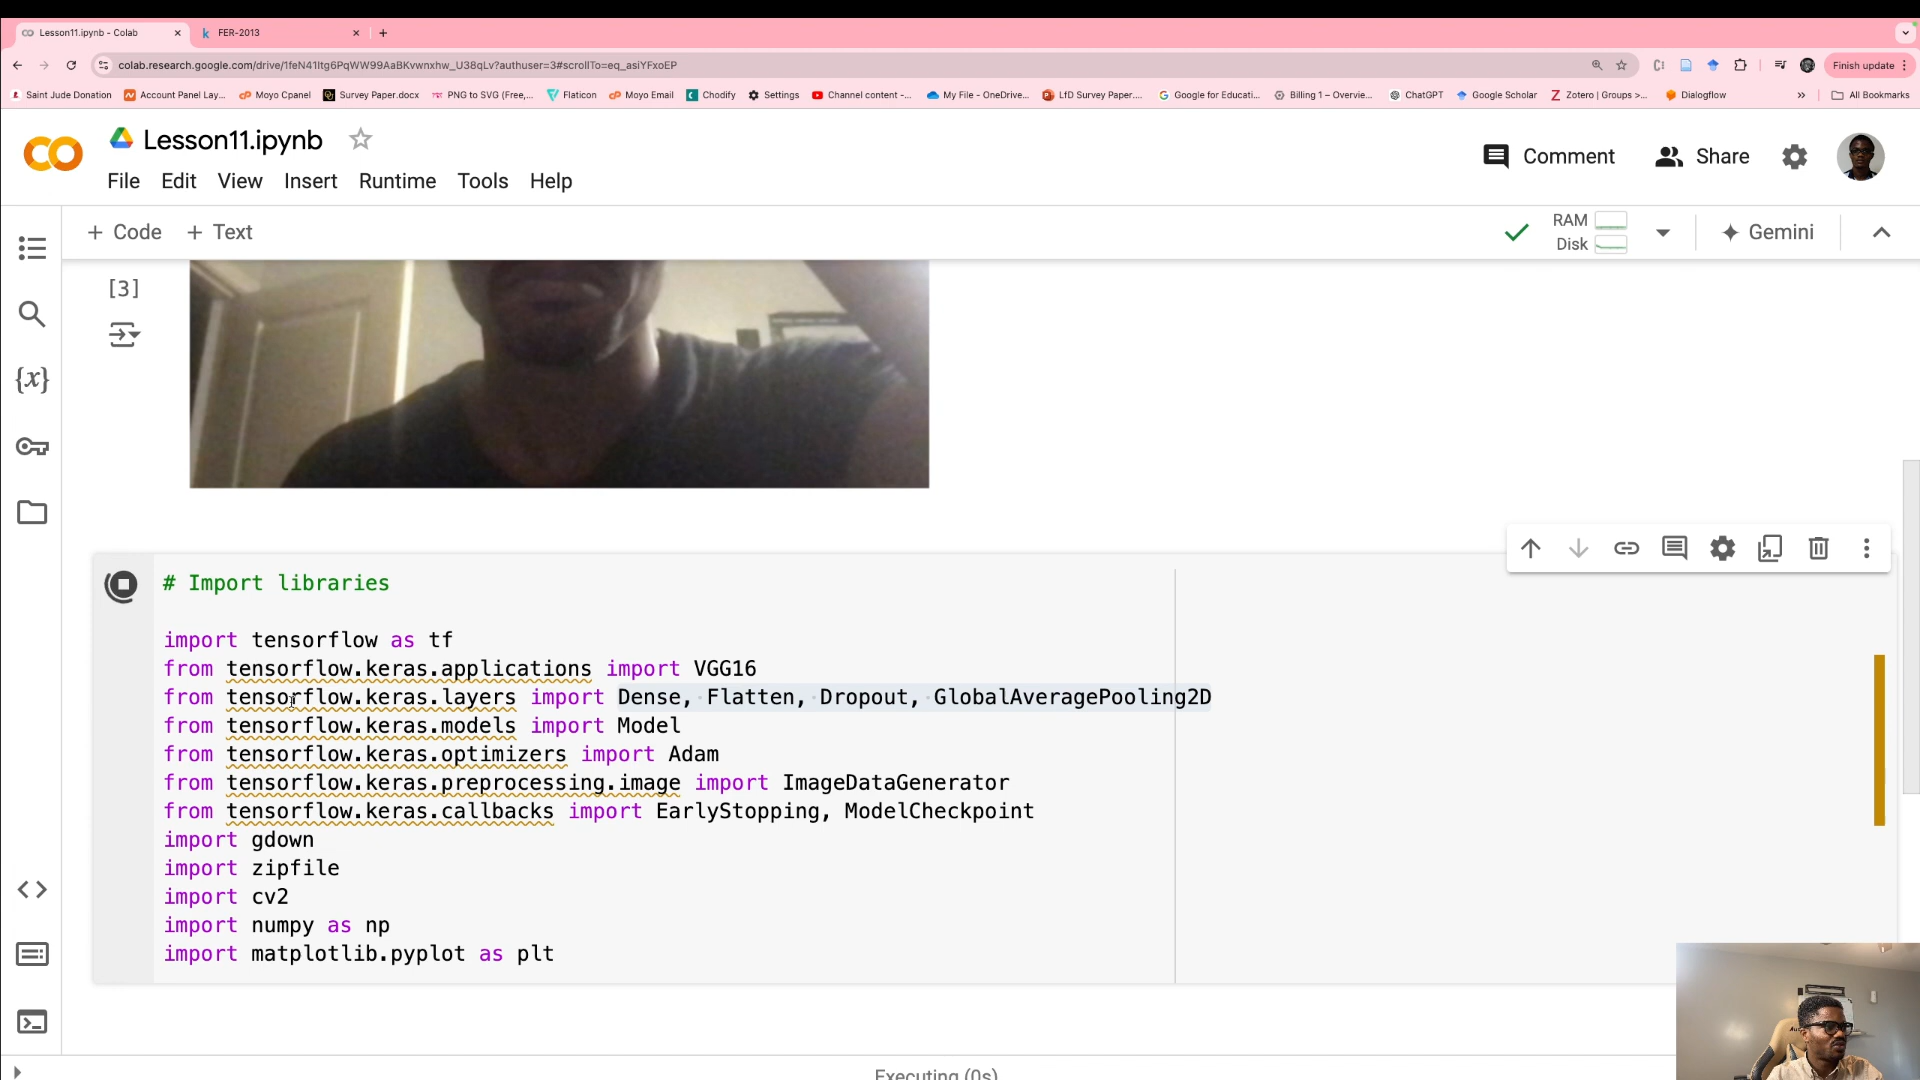 Lesson11.ipynb - Colab
FER-2013
colab.research.google.com/drive/1feN41Itg6PqWW99AaBKvwnxhw_U38qLv?authuser=3#scrollTo=eq_asiYFxoEP
Finish update
Saint Jude Donation
Account Panel Lay...
Moyo Cpanel
Survey Paper.docx
PNG to SVG (Free,...
Flaticon
Moyo Email
Chodify
Settings
Channel content -...
My File - OneDrive...
LfD Survey Paper....
Google for Educati...
Billing 1 – Overvie...
ChatGPT
Google Scholar
Zotero | Groups >...
Dialogflow
All Bookmarks
Lesson11.ipynb
Comment
Share
File Edit View Insert Runtime Tools Help
+ Code + Text
RAM
Disk
Gemini
[3]
# Import libraries
import tensorflow as tf
from tensorflow.keras.applications import VGG16
from tensorflow.keras.layers import Dense, Flatten, Dropout, GlobalAveragePooling2D
from tensorflow.keras.models import Model
from tensorflow.keras.optimizers import Adam
from tensorflow.keras.preprocessing.image import ImageDataGenerator
from tensorflow.keras.callbacks import EarlyStopping, ModelCheckpoint
import gdown
import zipfile
import cv2
import numpy as np
import matplotlib.pyplot as plt
Executing (0s)